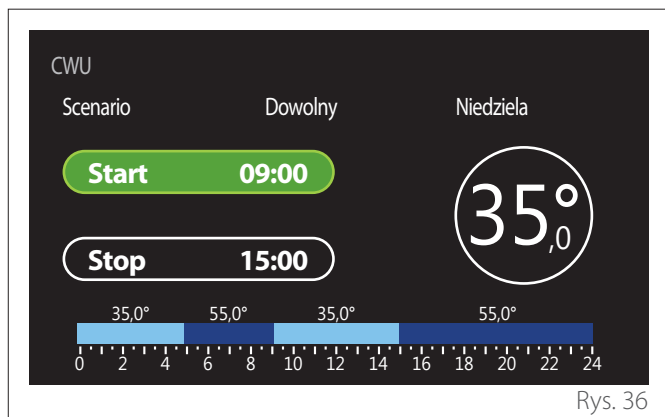 CWU
Scenario Dowolny Niedziela
Start 09:00
35,0°
Stop 15:00
35,0° 55,0° 35,0° 55,0°
0 2 4 6 8 10 12 14 16 18 20 22 24
Rys. 36